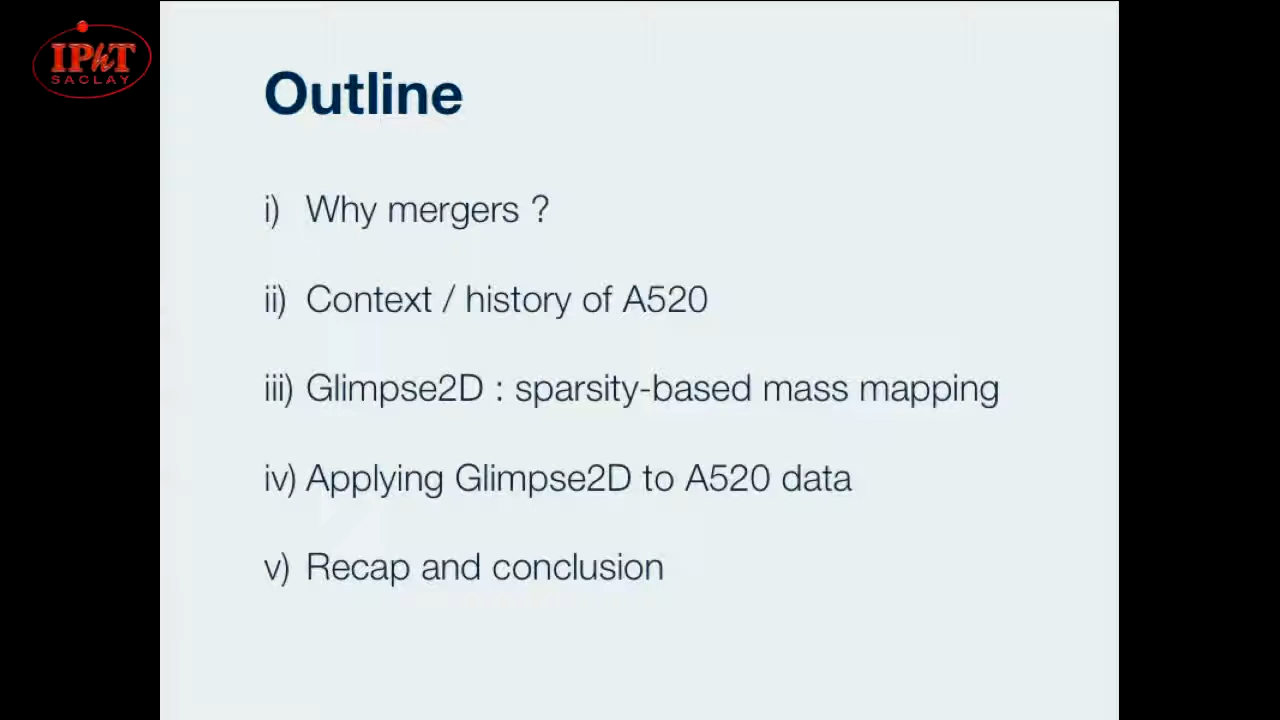 IPhT
SACLAY
Outline
i) Why mergers ?
ii) Context / history of A520
iii) Glimpse2D : sparsity-based mass mapping
iv) Applying Glimpse2D to A520 data
v) Recap and conclusion